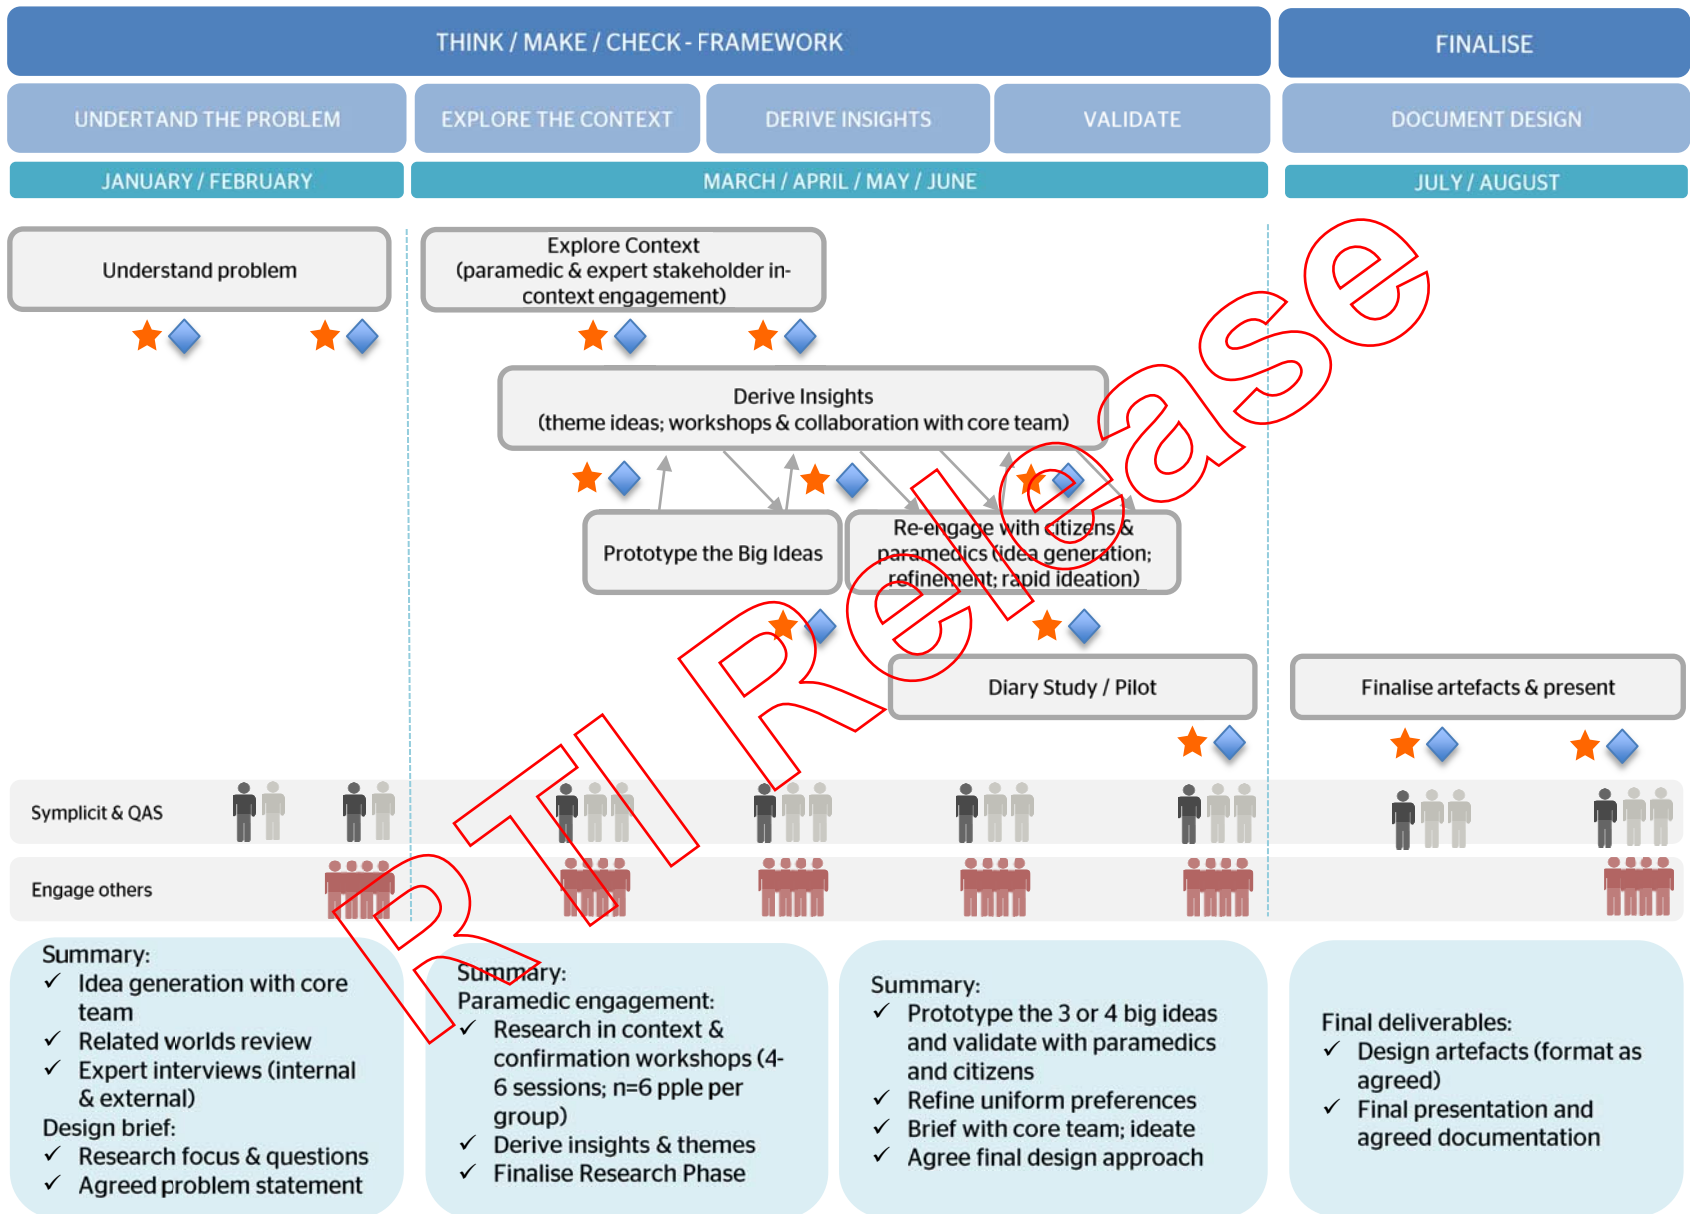 THINK / MAKE / CHECK - FRAMEWORK
FINALISE
UNDERTAND THE PROBLEM
EXPLORE THE CONTEXT
DERIVE INSIGHTS
VALIDATE
DOCUMENT DESIGN
JANUARY / FEBRUARY
MARCH / APRIL / MAY / JUNE
JULY / AUGUST
Understand problem
Explore Context
(paramedic & expert stakeholder in-
context engagement)
Derive Insights
(theme ideas; workshops & collaboration with core team)
Prototype the Big Ideas
Re-engage with citizens &
paramedics (idea generation;
refinement; rapid ideation)
Diary Study / Pilot
Finalise artefacts & present
Symplicit & QAS
Engage others
Summary:
✓ Idea generation with core
team
✓ Related worlds review
✓ Expert interviews (internal
& external)
Design brief:
✓ Research focus & questions
✓ Agreed problem statement
Summary:
Paramedic engagement:
✓ Research in context &
confirmation workshops (4-
6 sessions; n=6 pple per
group)
✓ Derive insights & themes
✓ Finalise Research Phase
Summary:
✓ Prototype the 3 or 4 big ideas
and validate with paramedics
and citizens
✓ Refine uniform preferences
✓ Brief with core team; ideate
✓ Agree final design approach
Final deliverables:
✓ Design artefacts (format as
agreed)
✓ Final presentation and
agreed documentation
RTI Release